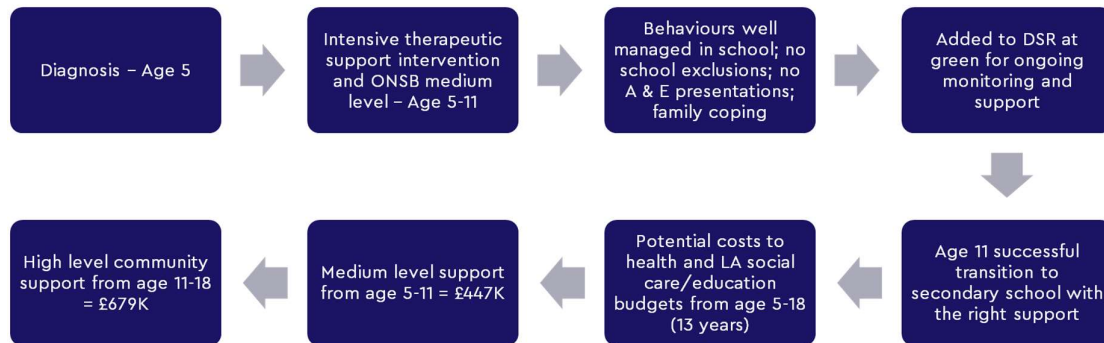 Diagnosis – Age 5
Intensive therapeutic
support intervention
and ONSB medium
level – Age 5-11
Behaviours well
managed in school; no
school exclusions; no
A & E presentations;
family coping
Added to DSR at
green for ongoing
monitoring and
support
Age 11 successful
transition to
secondary school with
the right support
Potential costs to
health and LA social
care/education
budgets from age 5-18
(13 years)
Medium level support
from age 5-11 = £447K
High level community
support from age 11-18
= £679K